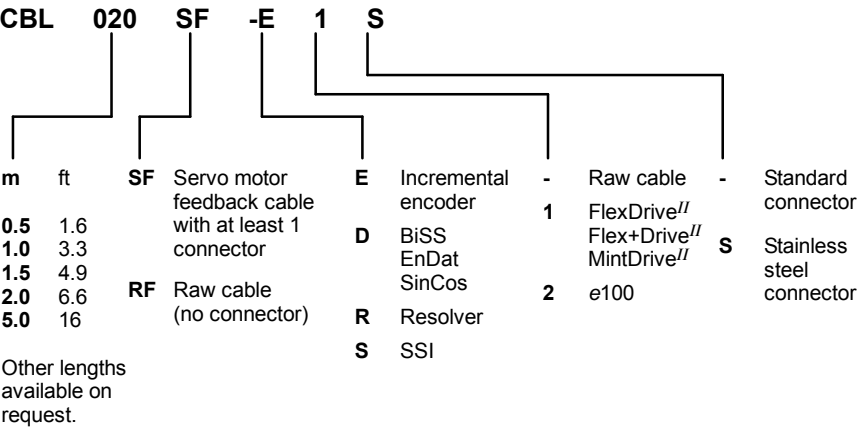 CBL 020 SF -E 1 S
m ft
0.5 1.6
1.0 3.3
1.5 4.9
2.0 6.6
5.0 16
Other lengths
available on
request.
SF Servo motor
feedback cable
with at least 1
connector
RF Raw cable
(no connector)
E Incremental
encoder
D BiSS
EnDat
SinCos
R Resolver
S SSI
- Raw cable
1 FlexDriveII
Flex+DriveII
MintDriveII
2 e100
- Standard
connector
S Stainless
steel
connector